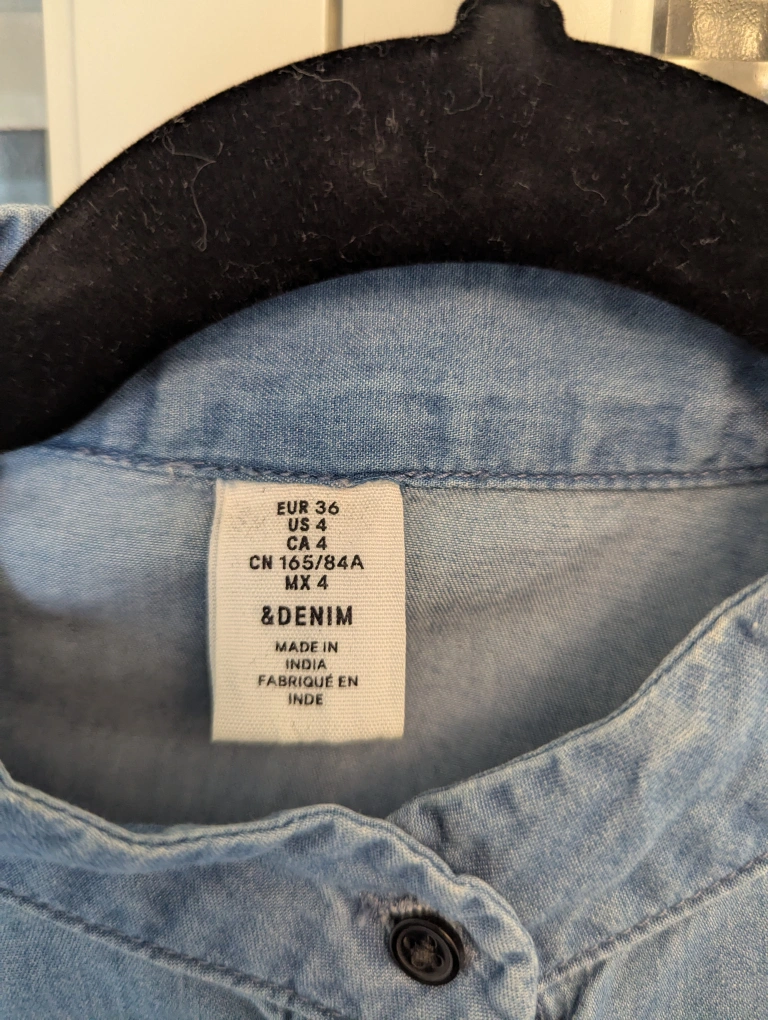 EUR 36
US 4
CA 4
CN 165/84A
MX 4
&DENIM
MADE IN
INDIA
FABRIQUÉ EN
INDE